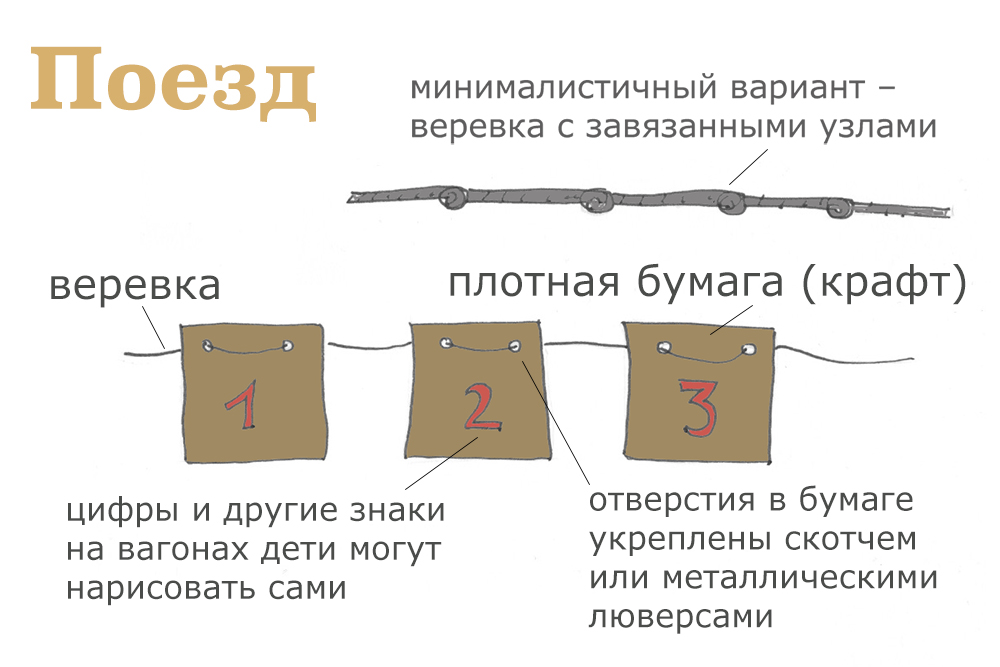 Поезд
минималистичный вариант –
веревка с завязанными узлами
веревка
плотная бумага (крафт)
1
2
3
цифры и другие знаки
на вагонах дети могут
нарисовать сами
отверстия в бумаге
укреплены скотчем
или металлическими
люверсами